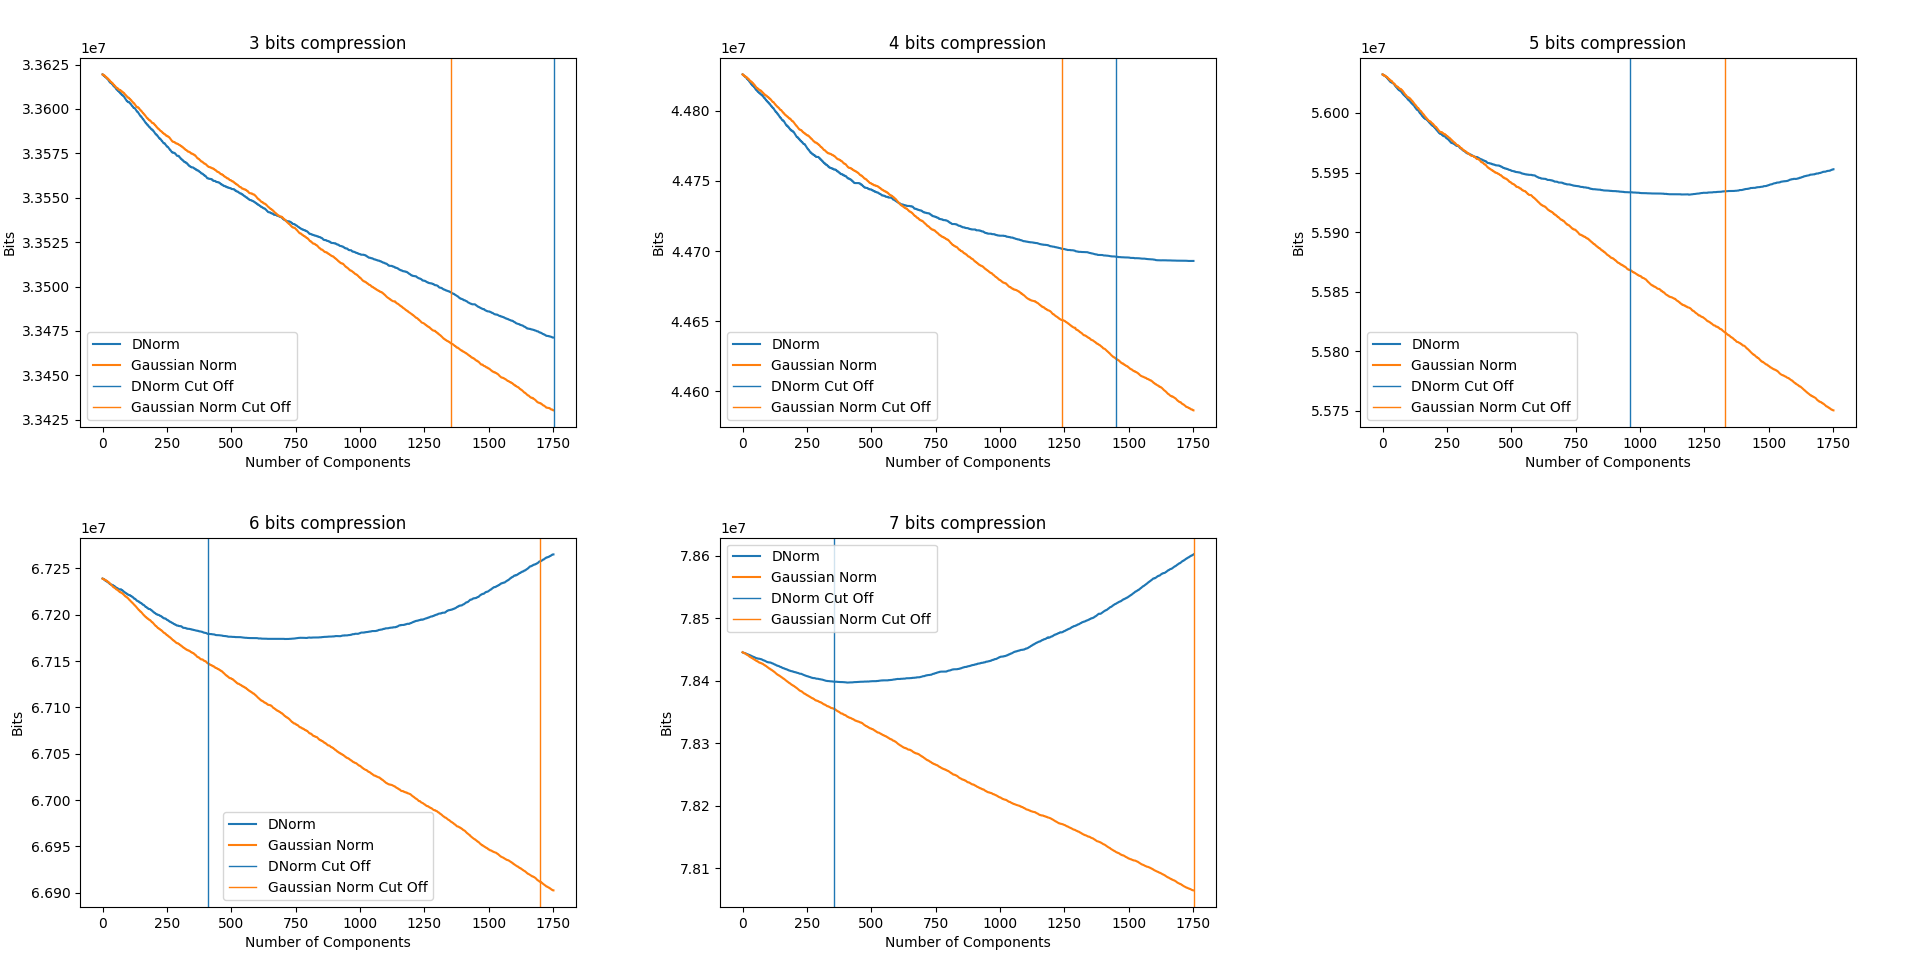 3 bits compression
1e7
3.3625
3.3600
3.3575
3.3550
3.3525
3.3500
3.3475
3.3450
3.3425
Bits
DNorm
Gaussian Norm
DNorm Cut Off
Gaussian Norm Cut Off
0 250 500 750 1000 1250 1500 1750
Number of Components
4 bits compression
1e7
4.480
4.475
4.470
4.465
4.460
Bits
DNorm
Gaussian Norm
DNorm Cut Off
Gaussian Norm Cut Off
0 250 500 750 1000 1250 1500 1750
Number of Components
5 bits compression
1e7
5.600
5.595
5.590
5.585
5.580
5.575
Bits
DNorm
Gaussian Norm
DNorm Cut Off
Gaussian Norm Cut Off
0 250 500 750 1000 1250 1500 1750
Number of Components
6 bits compression
1e7
6.725
6.720
6.715
6.710
6.705
6.700
6.695
6.690
Bits
DNorm
Gaussian Norm
DNorm Cut Off
Gaussian Norm Cut Off
0 250 500 750 1000 1250 1500 1750
Number of Components
7 bits compression
1e7
7.86
7.85
7.84
7.83
7.82
7.81
Bits
DNorm
Gaussian Norm
DNorm Cut Off
Gaussian Norm Cut Off
0 250 500 750 1000 1250 1500 1750
Number of Components